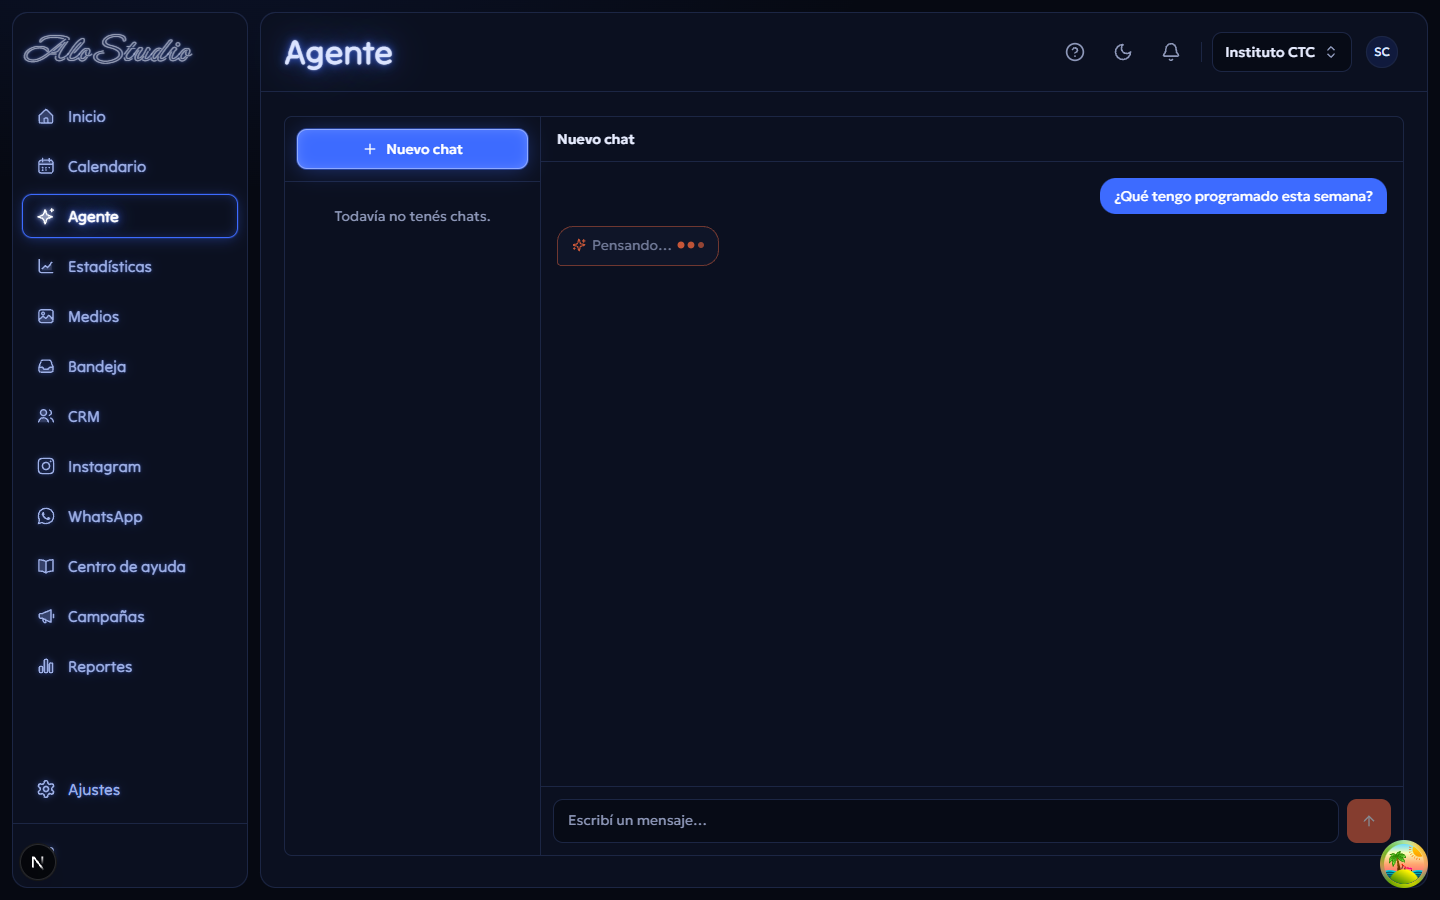 AloStudio
Inicio
Calendario
Agente
Estadísticas
Medios
Bandeja
CRM
Instagram
WhatsApp
Centro de ayuda
Campañas
Reportes
Ajustes
N
Agente
Instituto CTC
SC
Nuevo chat
Todavía no tenés chats.
Nuevo chat
¿Qué tengo programado esta semana?
Pensando...
Escribí un mensaje...